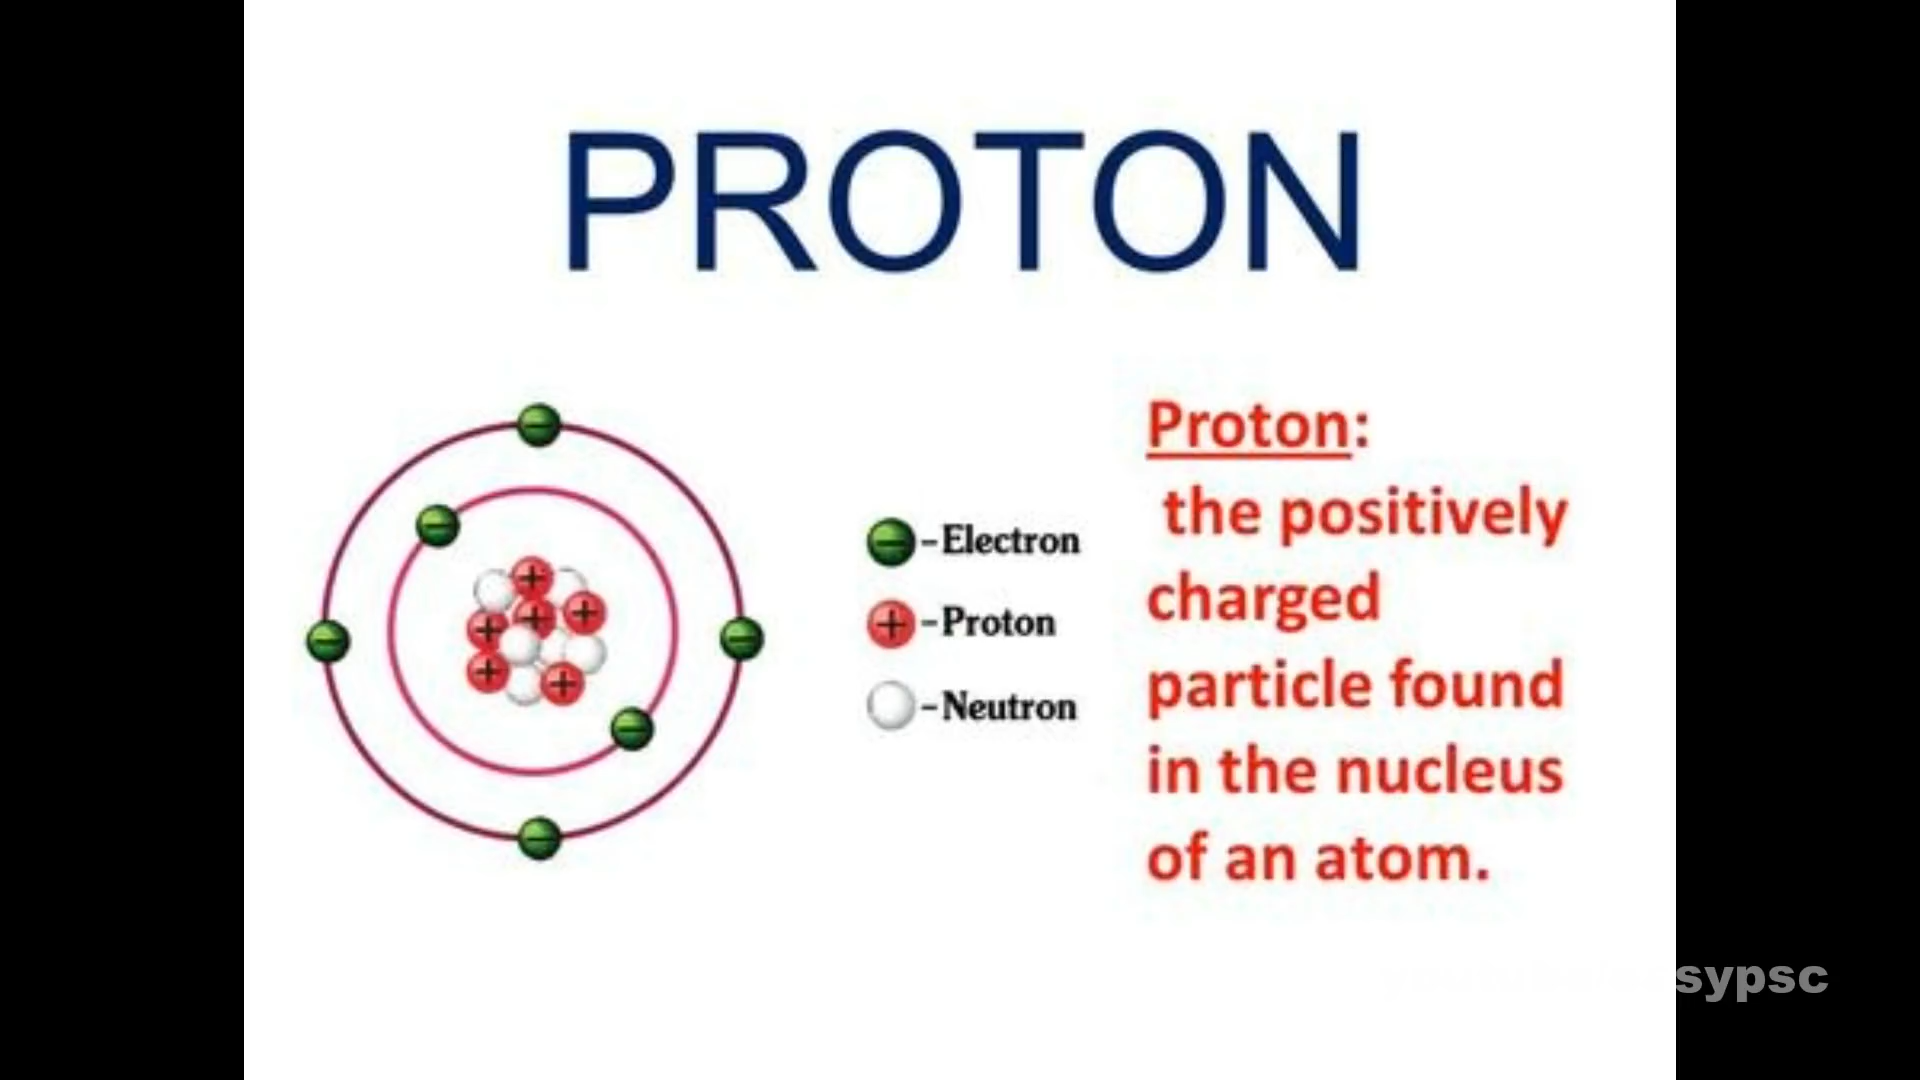 PROTON
Proton:
the positively
charged
particle found
in the nucleus
of an atom.
-Electron
-Proton
-Neutron
sypsc